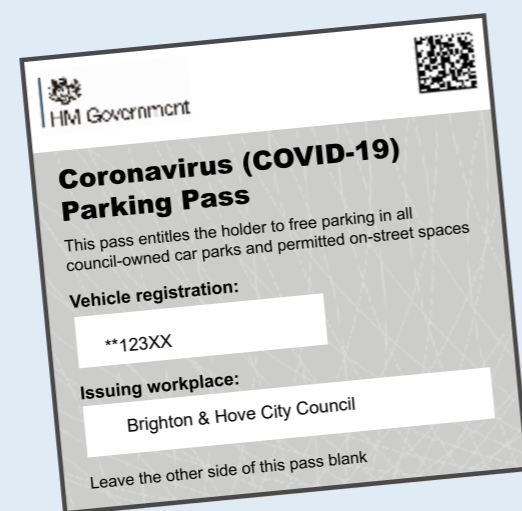 HM Government
Coronavirus (COVID-19)
Parking Pass
This pass entitles the holder to free parking in all
council-owned car parks and permitted on-street spaces
Vehicle registration:
**123XX
Issuing workplace:
Brighton & Hove City Council
Leave the other side of this pass blank